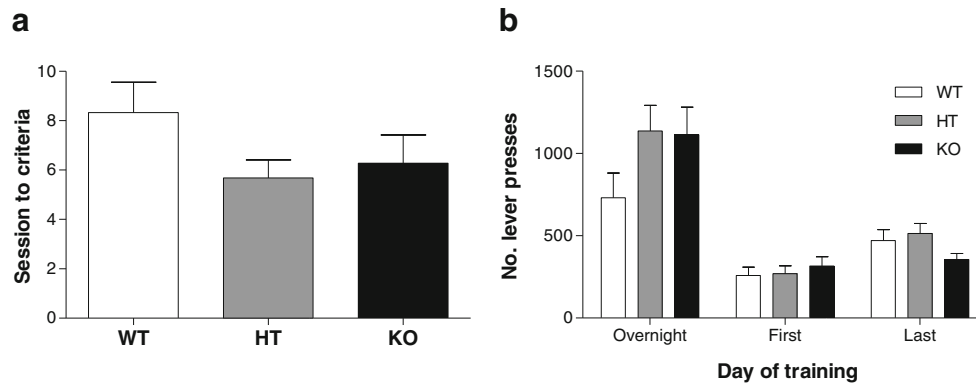 a
Session to criteria
10
8
6
4
2
0
WT HT KO
b
No. lever presses
1500
1000
500
0
WT
HT
KO
Overnight First Last
Day of training